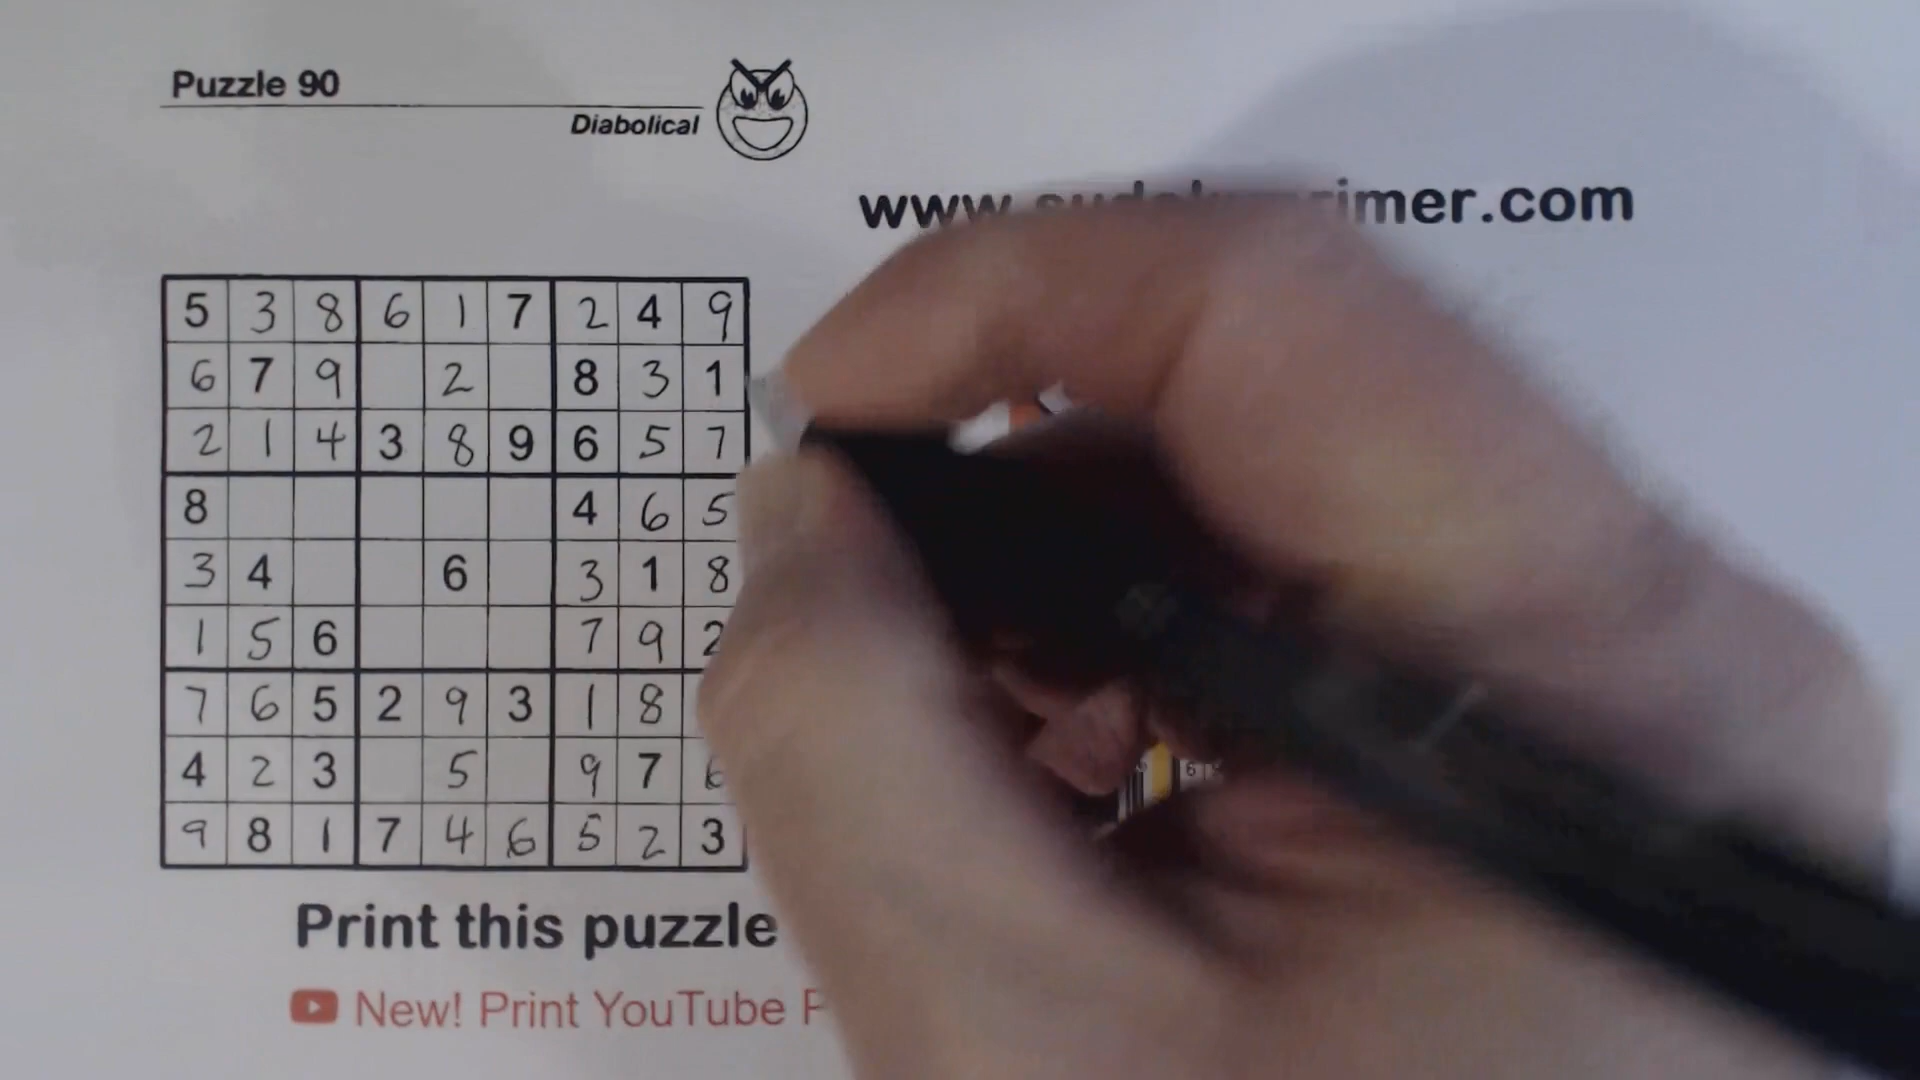 Puzzle 90
Diabolical
www.sudokuprimer.com
5 3 8 6 1 7 2 4 9
6 7 9 2 8 3 1
2 1 4 3 8 9 6 5 7
8 4 6 5
3 4 6 3 1 8
1 5 6 7 9 2
7 6 5 2 9 3 1 8
4 2 3 5 9 7 6
9 8 1 7 4 6 5 2 3
Print this puzzle
New! Print YouTube